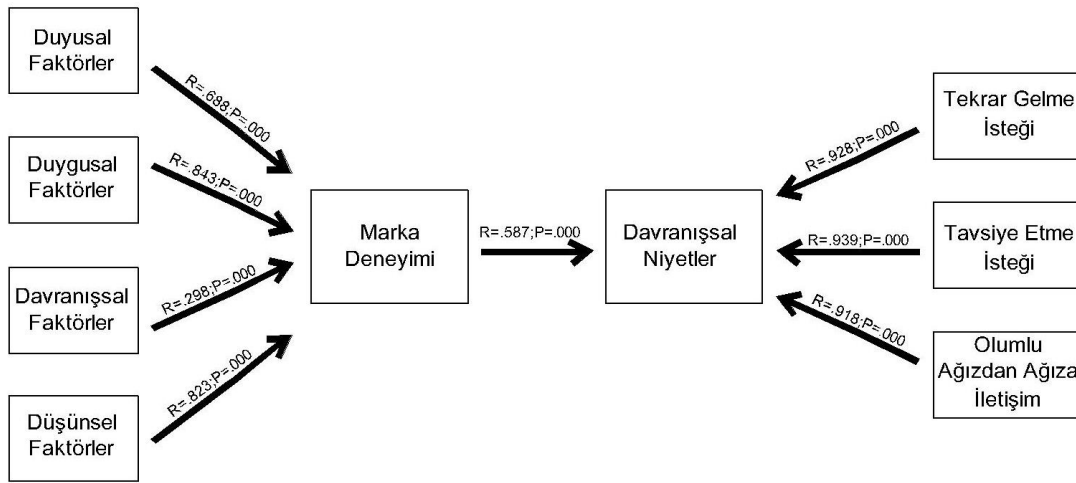 Duyusal
Faktörler
R=.688;P=.000
Duygusal
Faktörler
R=.843;P=.000
Davranışsal
Faktörler
R=.298;P=.000
Düşünsel
Faktörler
R=.823;P=.000
Marka
Deneyimi
R=.587;P=.000
Davranışsal
Niyetler
R=.928;P=.000
Tekrar Gelme
İsteği
R=.939;P=.000
Tavsiye Etme
İsteği
R=.918;P=.000
Olumlu
Ağızdan Ağıza
İletişim